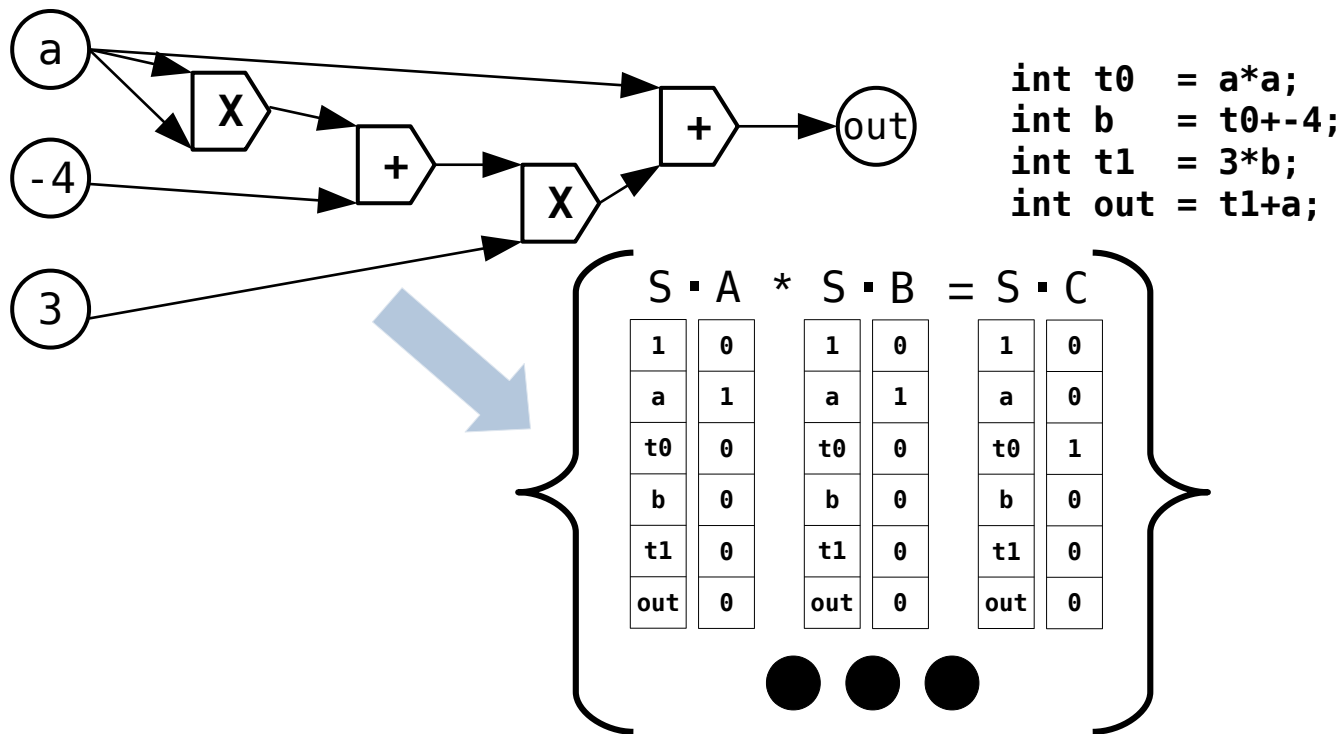 a
X
+
X
+
out
-4
3
int t0  = a*a;
int b   = t0+-4;
int t1  = 3*b;
int out = t1+a;
S · A * S · B = S · C
1 0 1 0 1 0
a 1 a 1 a 0
t0 0 t0 0 t0 1
b 0 b 0 b 0
t1 0 t1 0 t1 0
out 0 out 0 out 0